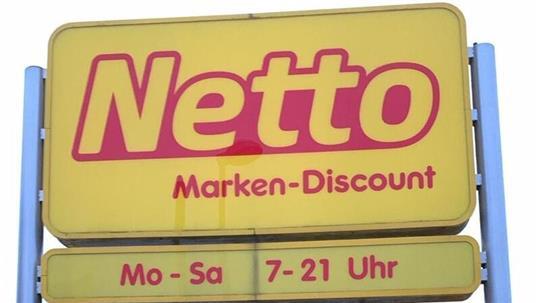 Netto
Marken-Discount
Mo - Sa 7-21 Uhr